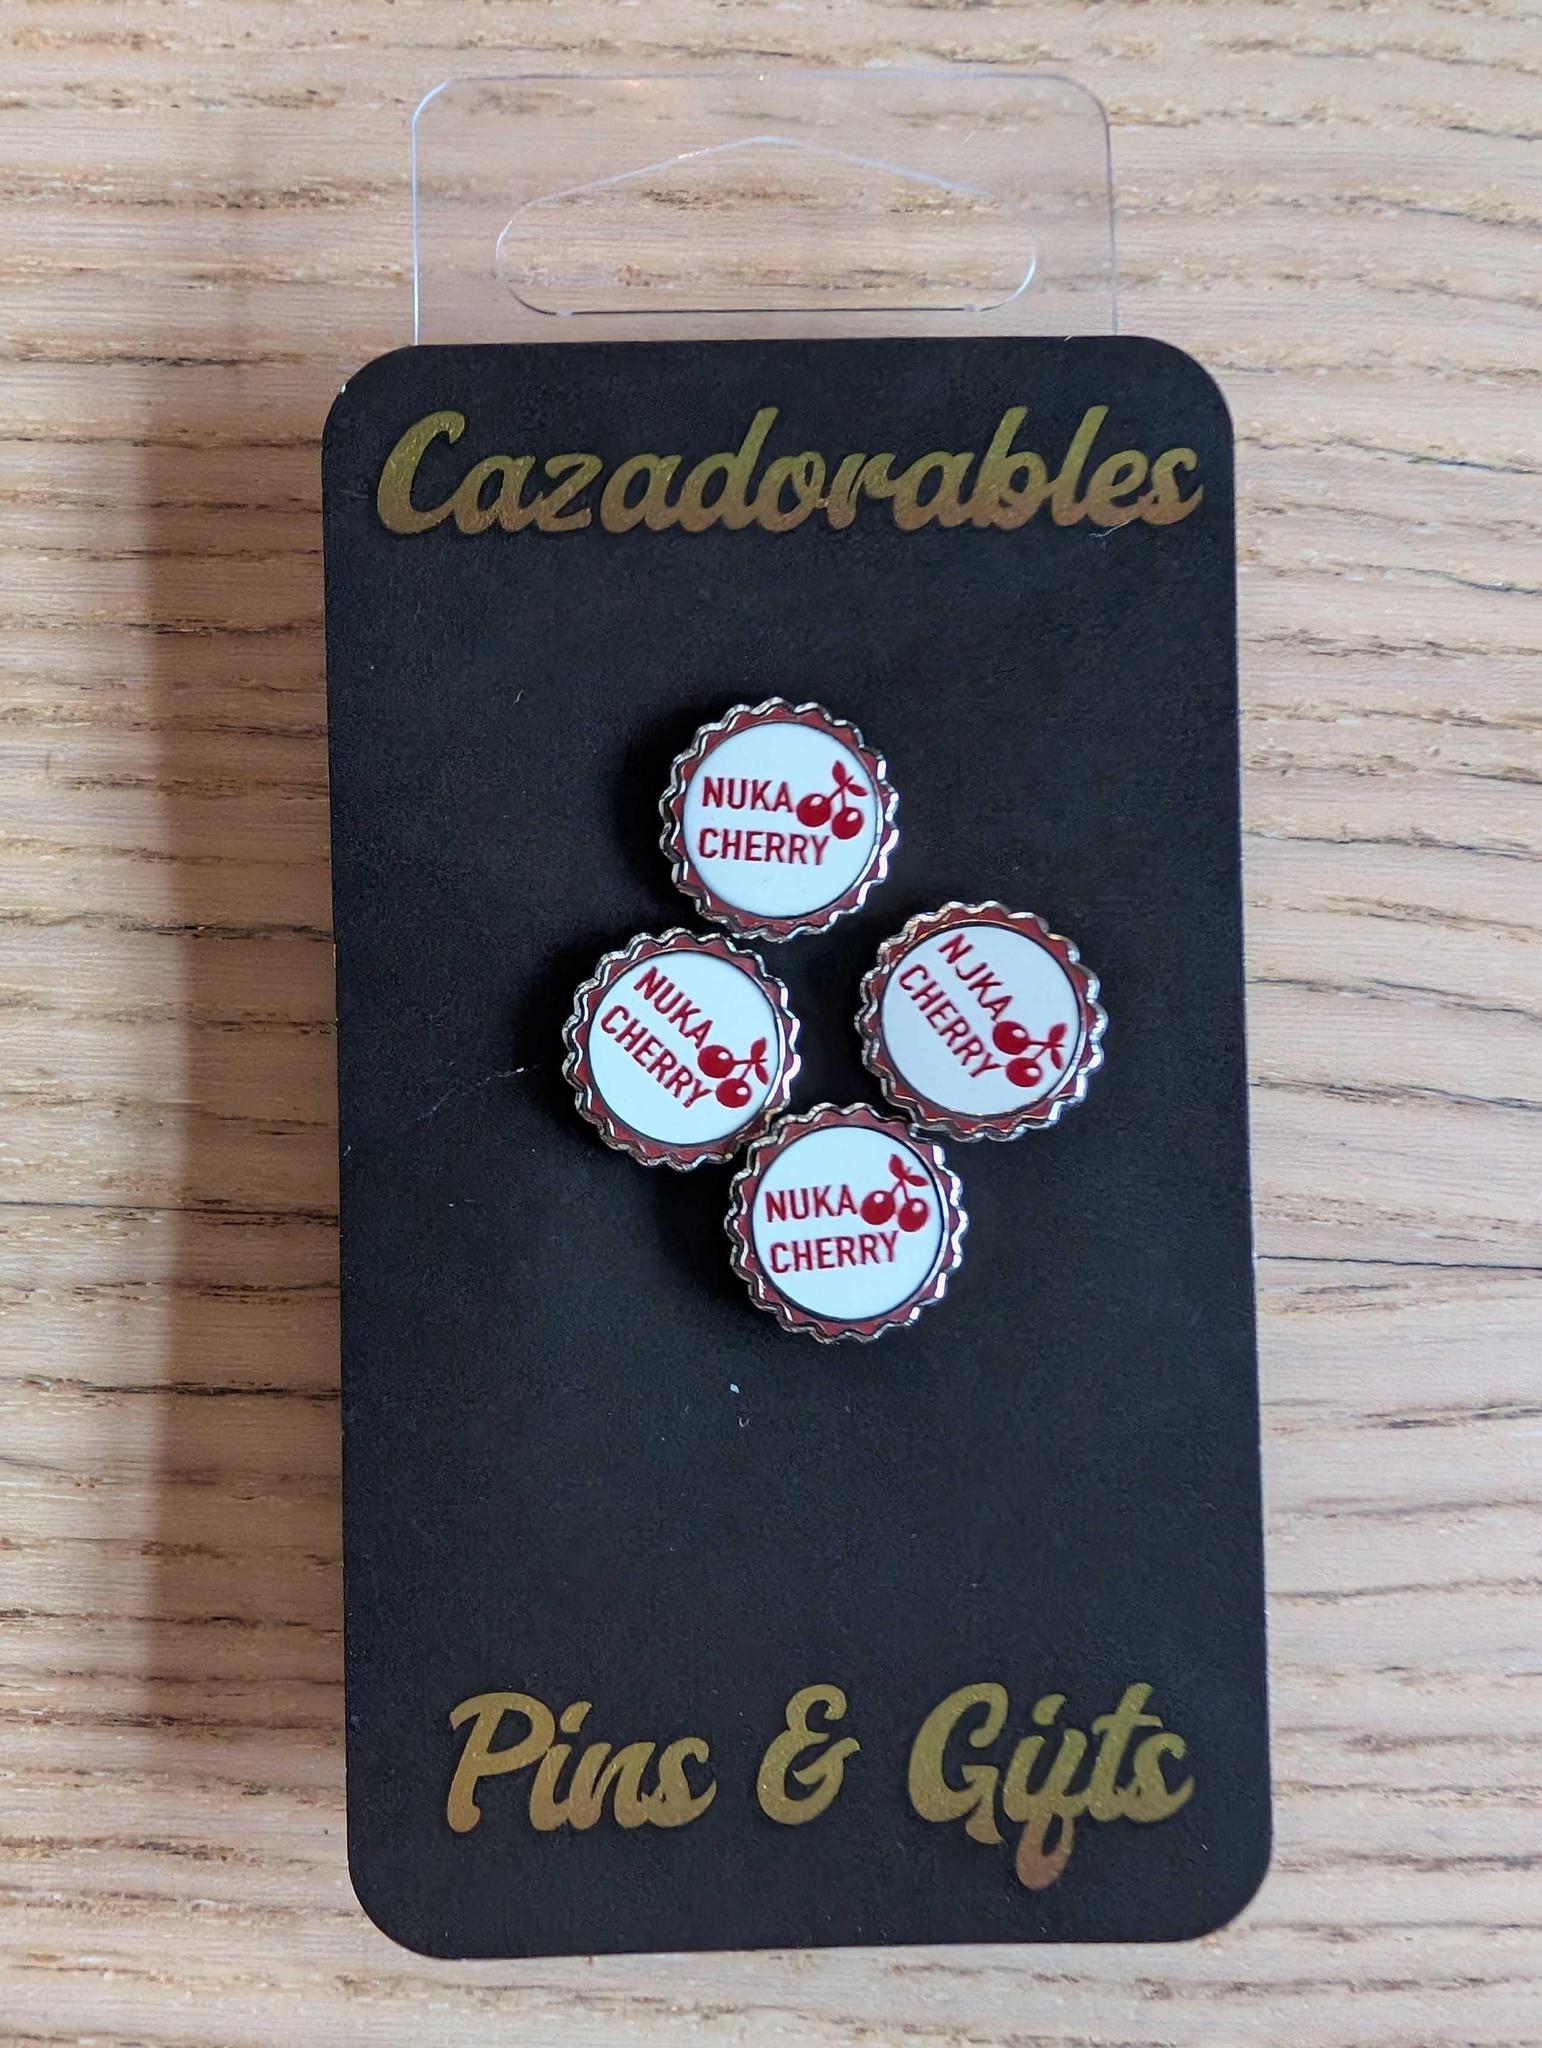 Cazadorables
NUKA
CHERRY
NUKA
CHERRY
NJKA
CHERRY
NUKA
CHERRY
Pins & Gifts